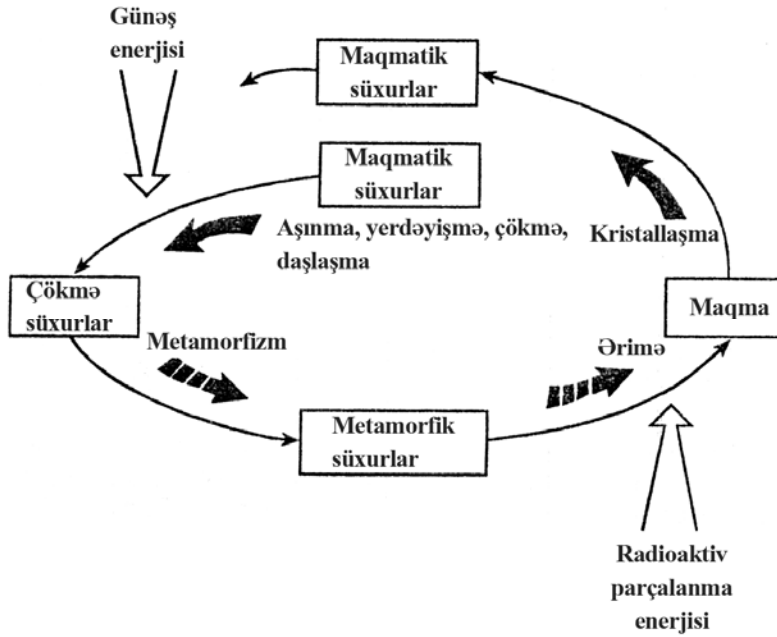 Günəş
enerjisi
Maqmatik
süxurlar
Maqmatik
süxurlar
Aşınma, yerdəyişmə, çökmə,
daşlaşma
Kristallaşma
Çökmə
süxurlar
Maqma
Metamorfizm
Ərimə
Metamorfik
süxurlar
Radioaktiv
parçalanma
enerjisi